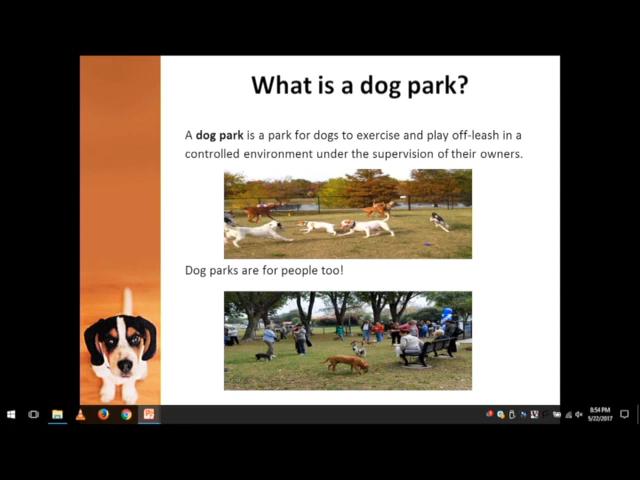 What is a dog park?
A dog park is a park for dogs to exercise and play off-leash in a
controlled environment under the supervision of their owners.
Dog parks are for people too!
8:54 PM
5/22/2017